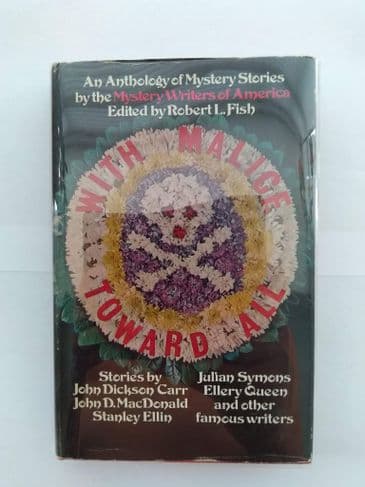 An Anthology of Mystery Stories
by the Mystery Writers of America
Edited by Robert L. Fish
WITH MALICE
TOWARD ALL
Stories by
John Dickson Carr
John D. MacDonald
Stanley Ellin
Julian Symons
Ellery Queen
and other
famous writers